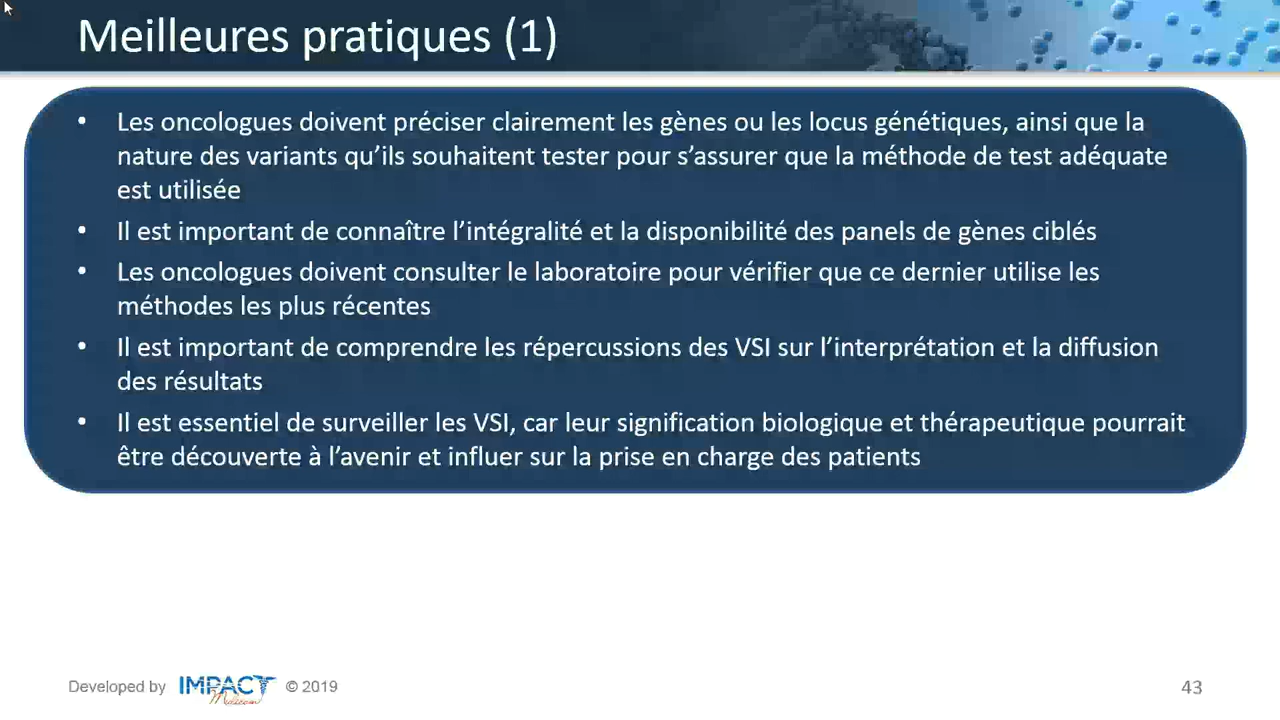 Meilleures pratiques (1)
• Les oncologues doivent préciser clairement les gènes ou les locus génétiques, ainsi que la
nature des variants qu’ils souhaitent tester pour s’assurer que la méthode de test adéquate
est utilisée
• Il est important de connaître l’intégralité et la disponibilité des panels de gènes ciblés
• Les oncologues doivent consulter le laboratoire pour vérifier que ce dernier utilise les
méthodes les plus récentes
• Il est important de comprendre les répercussions des VSI sur l’interprétation et la diffusion
des résultats
• Il est essentiel de surveiller les VSI, car leur signification biologique et thérapeutique pourrait
être découverte à l’avenir et influer sur la prise en charge des patients
Developed by IMPACT Medicom © 2019
43